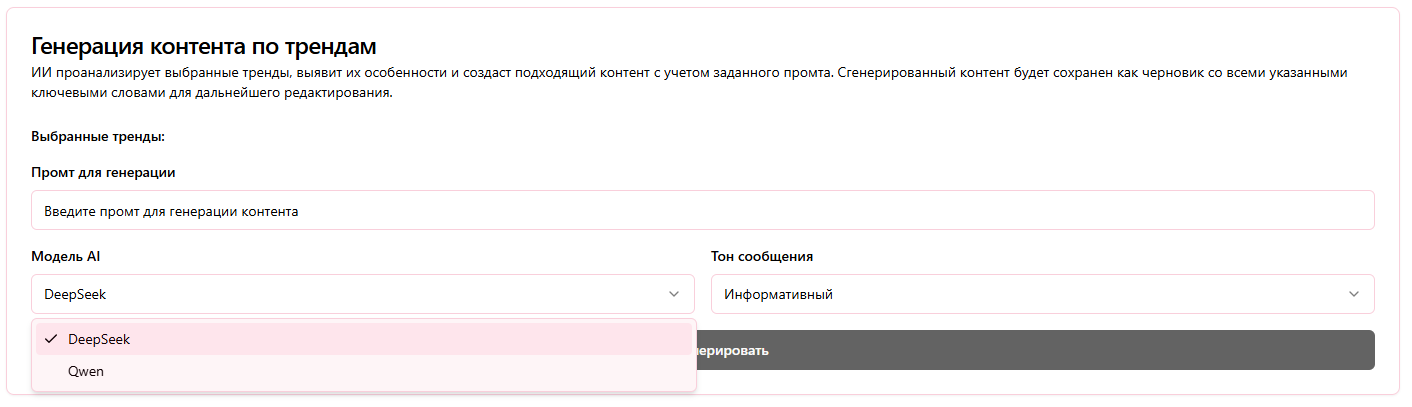 Генерация контента по трендам
ИИ проанализирует выбранные тренды, выявит их особенности и создаст подходящий контент с учетом заданного промта. Сгенерированный контент будет сохранен как черновик со всеми указанными
ключевыми словами для дальнейшего редактирования.
Выбранные тренды:
Промт для генерации
Введите промт для генерации контента
Модель AI
Тон сообщения
DeepSeek
Информативный
DeepSeek
нерировать
Qwen